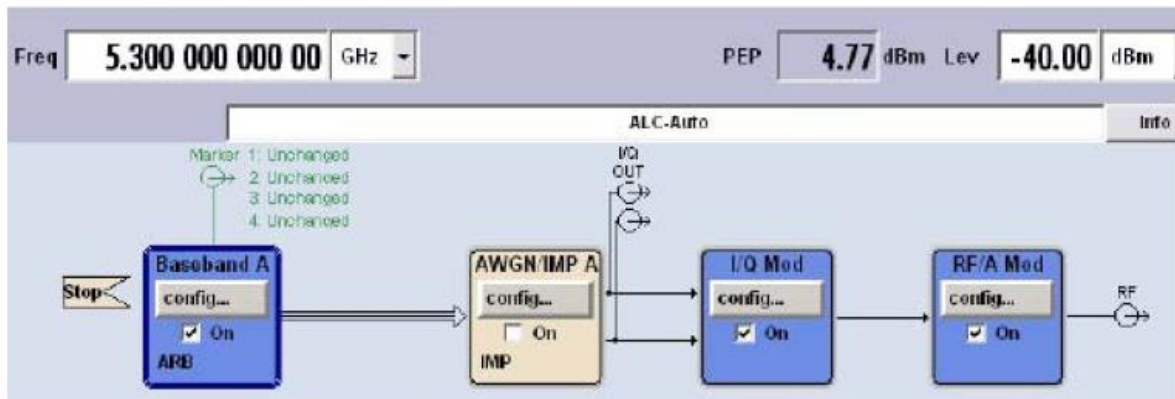 Freq 5.300 000 000 00 GHz PEP 4.77 dBm Lev -40.00 dBm
ALC-Auto Info
Marker 1: Unchanged
2: Unchanged
3: Unchanged
4: Unchanged
I/Q
OUT
Stop
Baseband A
config...
On
ARB
AWGN/IMP A
config...
On
IMP
I/Q Mod
config...
On
RF/A Mod
config...
On
RF